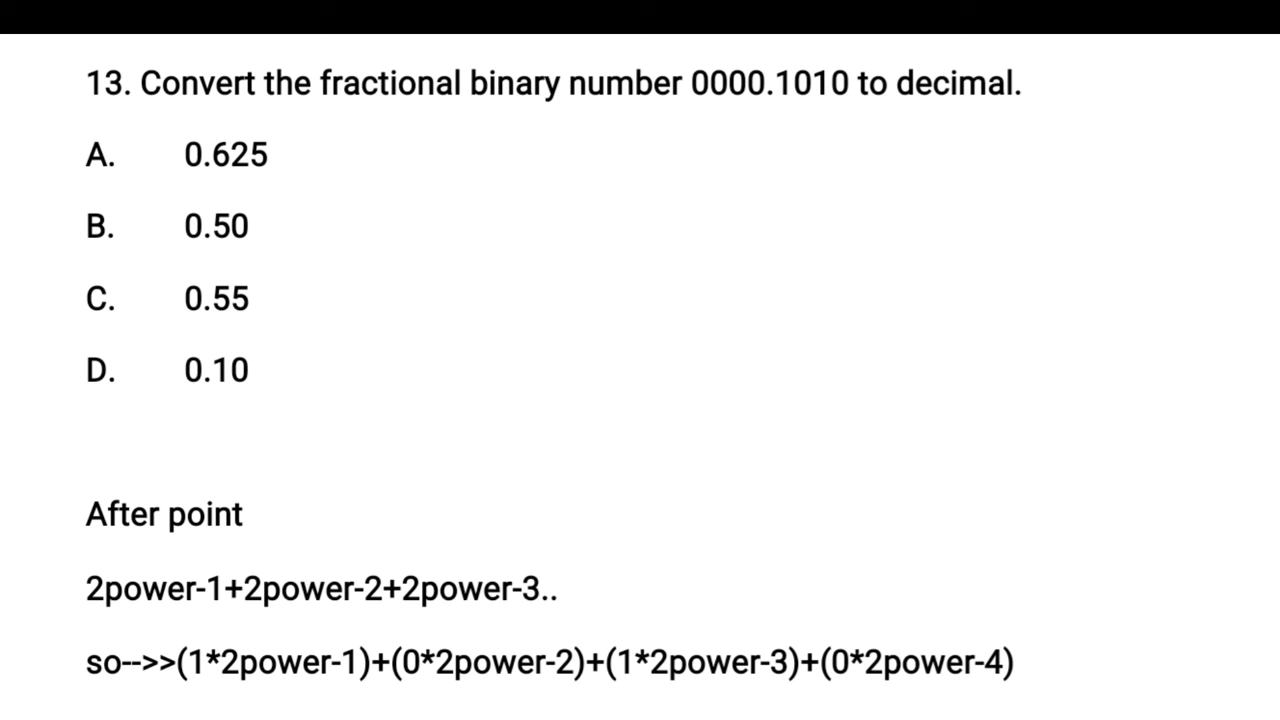 13. Convert the fractional binary number 0000.1010 to decimal.
A. 0.625
B. 0.50
C. 0.55
D. 0.10
After point
2power-1+2power-2+2power-3..
so-->>(1*2power-1)+(0*2power-2)+(1*2power-3)+(0*2power-4)